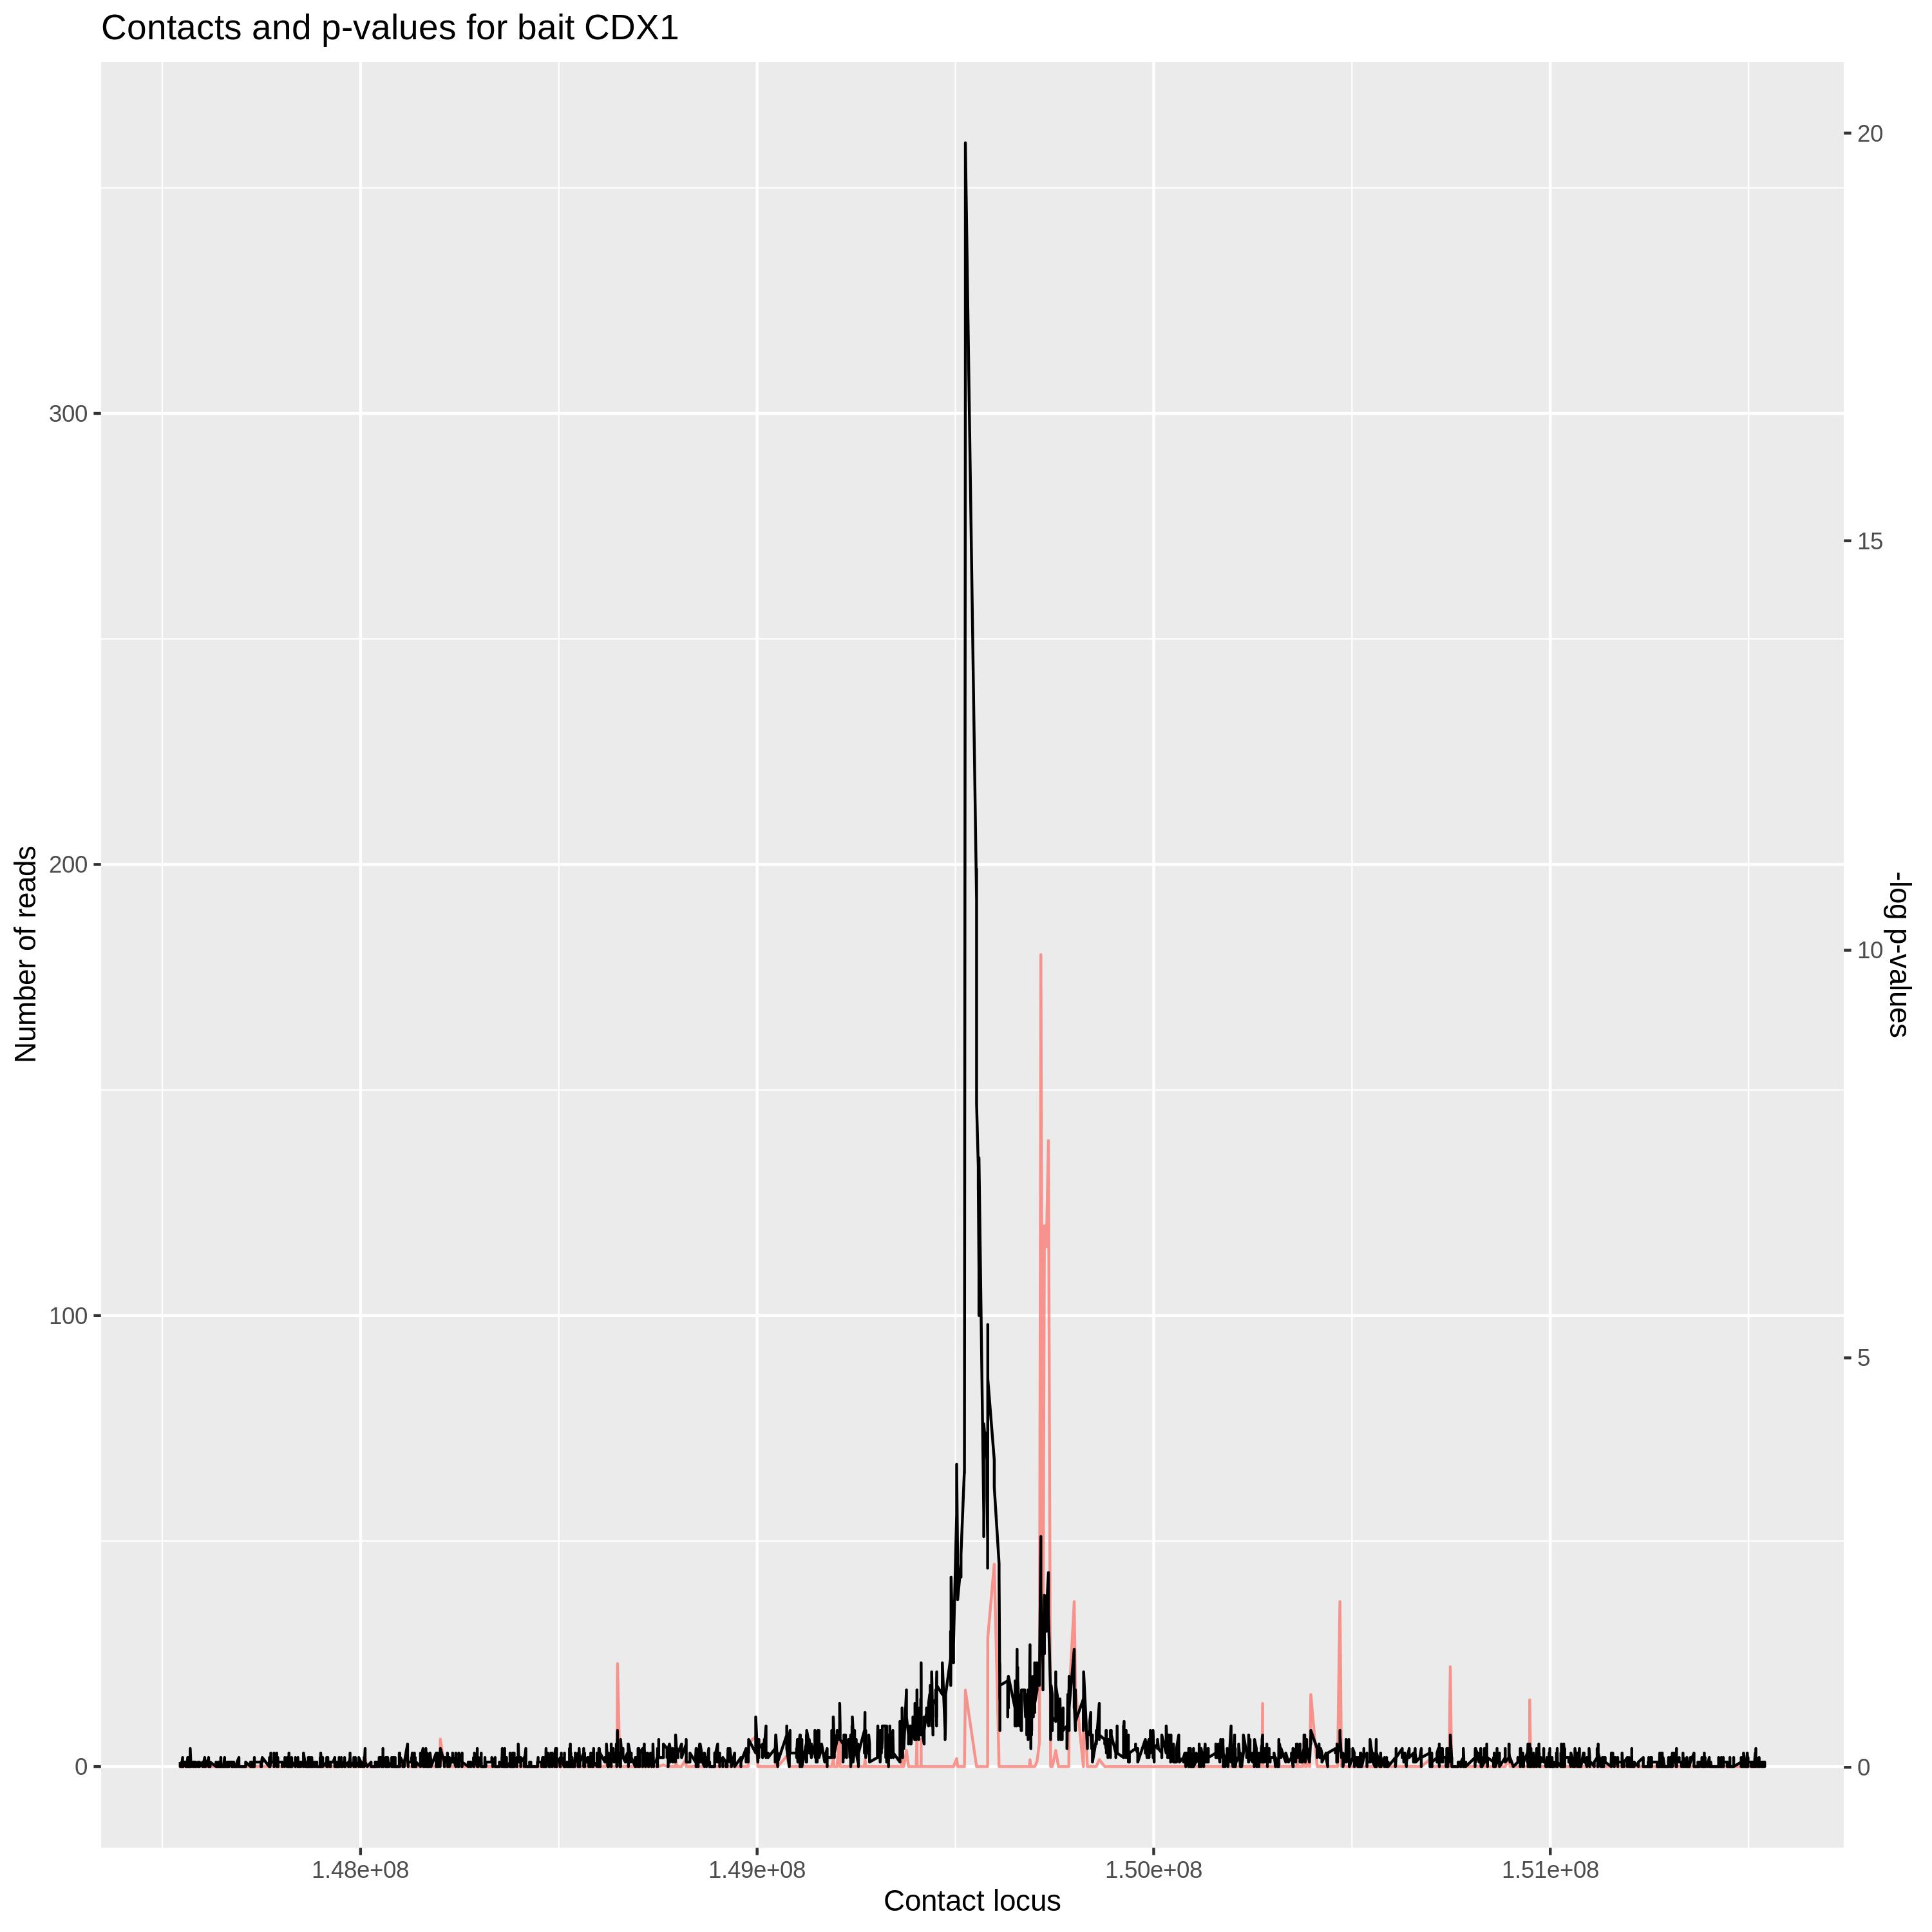 Contacts and p-values for bait CDX1
Number of reads
300
200
100
0
20
15
10
5
0
-log p-values
1.48e+08
1.49e+08
1.50e+08
1.51e+08
Contact locus